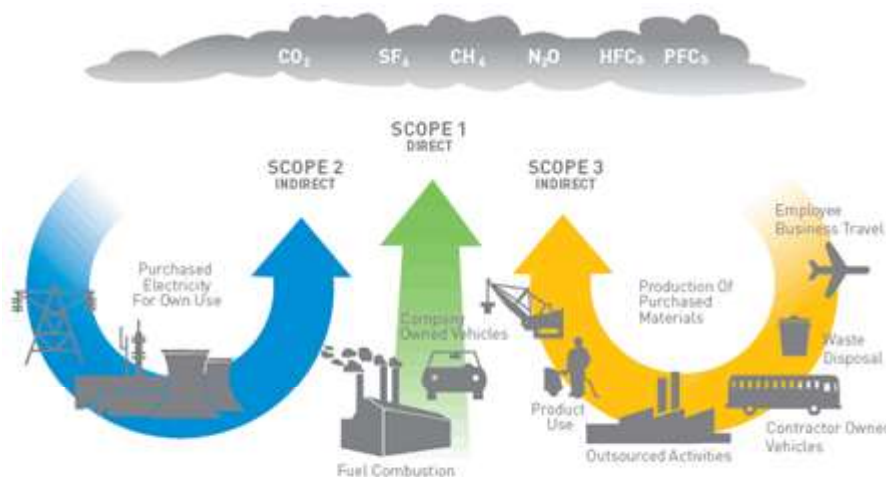 CO₂ SF₆ CH₄ N₂O HFCs PFCs
SCOPE 1
DIRECT
SCOPE 2
INDIRECT
SCOPE 3
INDIRECT
Employee
Business Travel
Purchased
Electricity
For Own Use
Production Of
Purchased
Materials
Company
Owned Vehicles
Waste
Disposal
Product
Use
Contractor Owned
Vehicles
Outsourced Activities
Fuel Combustion